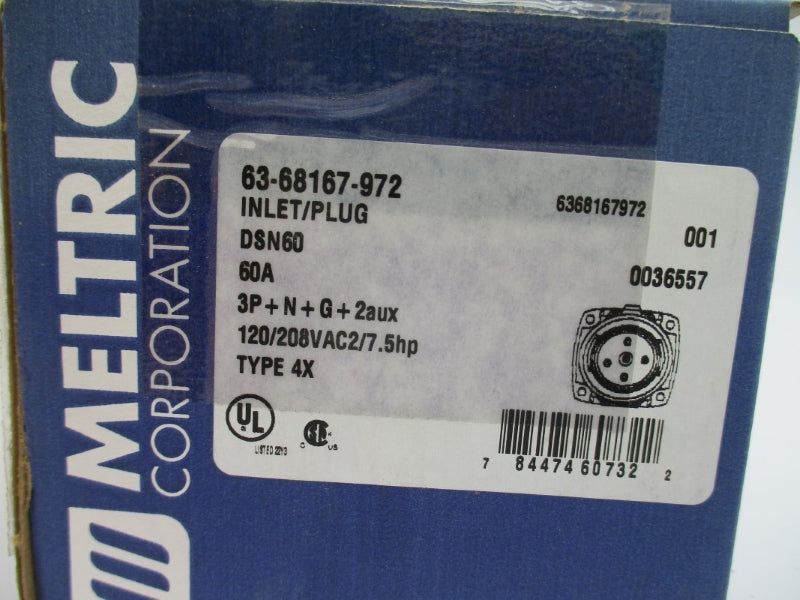 MELTRIC
CORPORATION
63-68167-972
INLET/PLUG
DSN60
60A
3P+N+G+2aux
120/208VAC2/7.5hp
TYPE 4X
6368167972
001
0036557
UL
LISTED 22Y3
C US
7 84474 60732 2